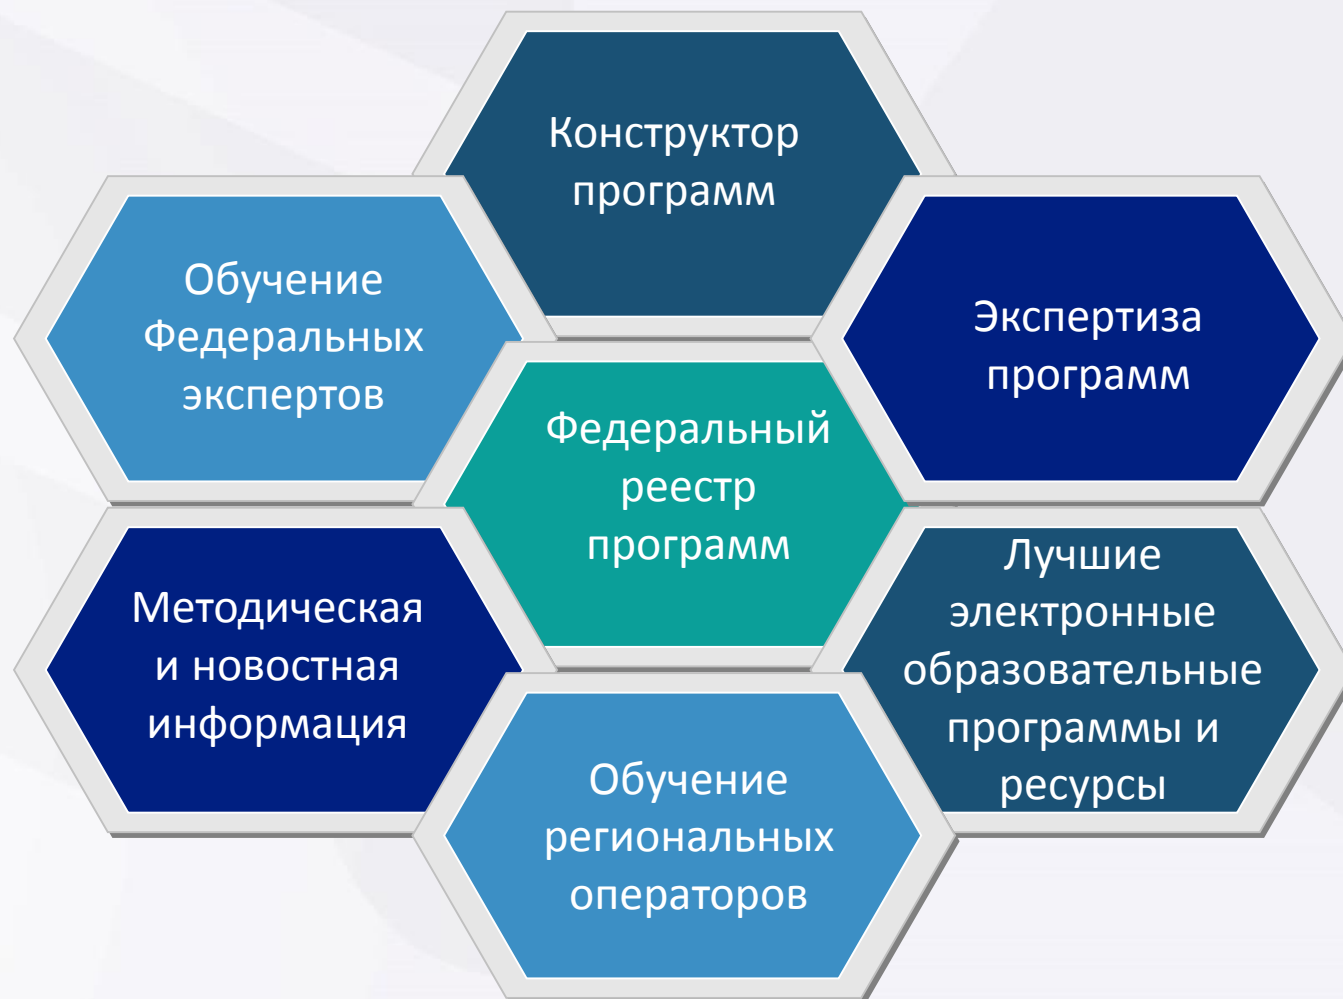 Конструктор
программ
Обучение
Федеральных
экспертов
Экспертиза
программ
Федеральный
реестр
программ
Методическая
и новостная
информация
Лучшие
электронные
образовательные
программы и
ресурсы
Обучение
региональных
операторов